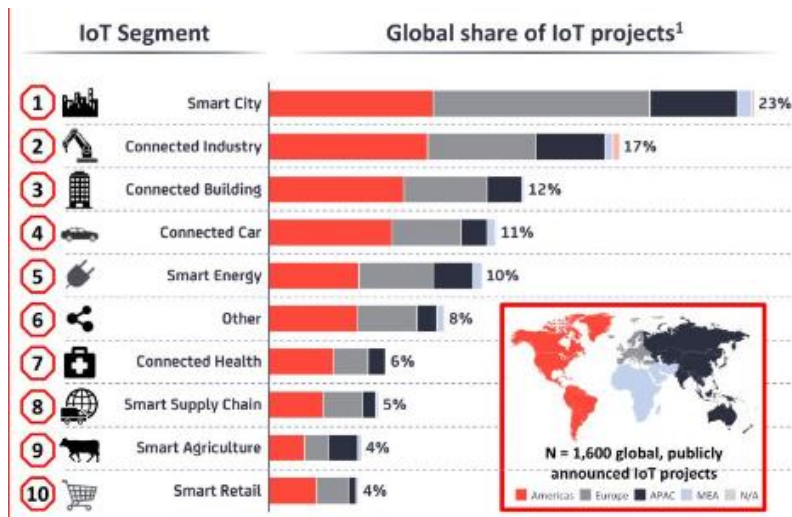 IoT Segment
Global share of IoT projects1
1 Smart City 23%
2 Connected Industry 17%
3 Connected Building 12%
4 Connected Car 11%
5 Smart Energy 10%
6 Other 8%
7 Connected Health 6%
8 Smart Supply Chain 5%
9 Smart Agriculture 4%
10 Smart Retail 4%
N = 1,600 global, publicly
announced IoT projects
Americas Europe APAC MEA N/A